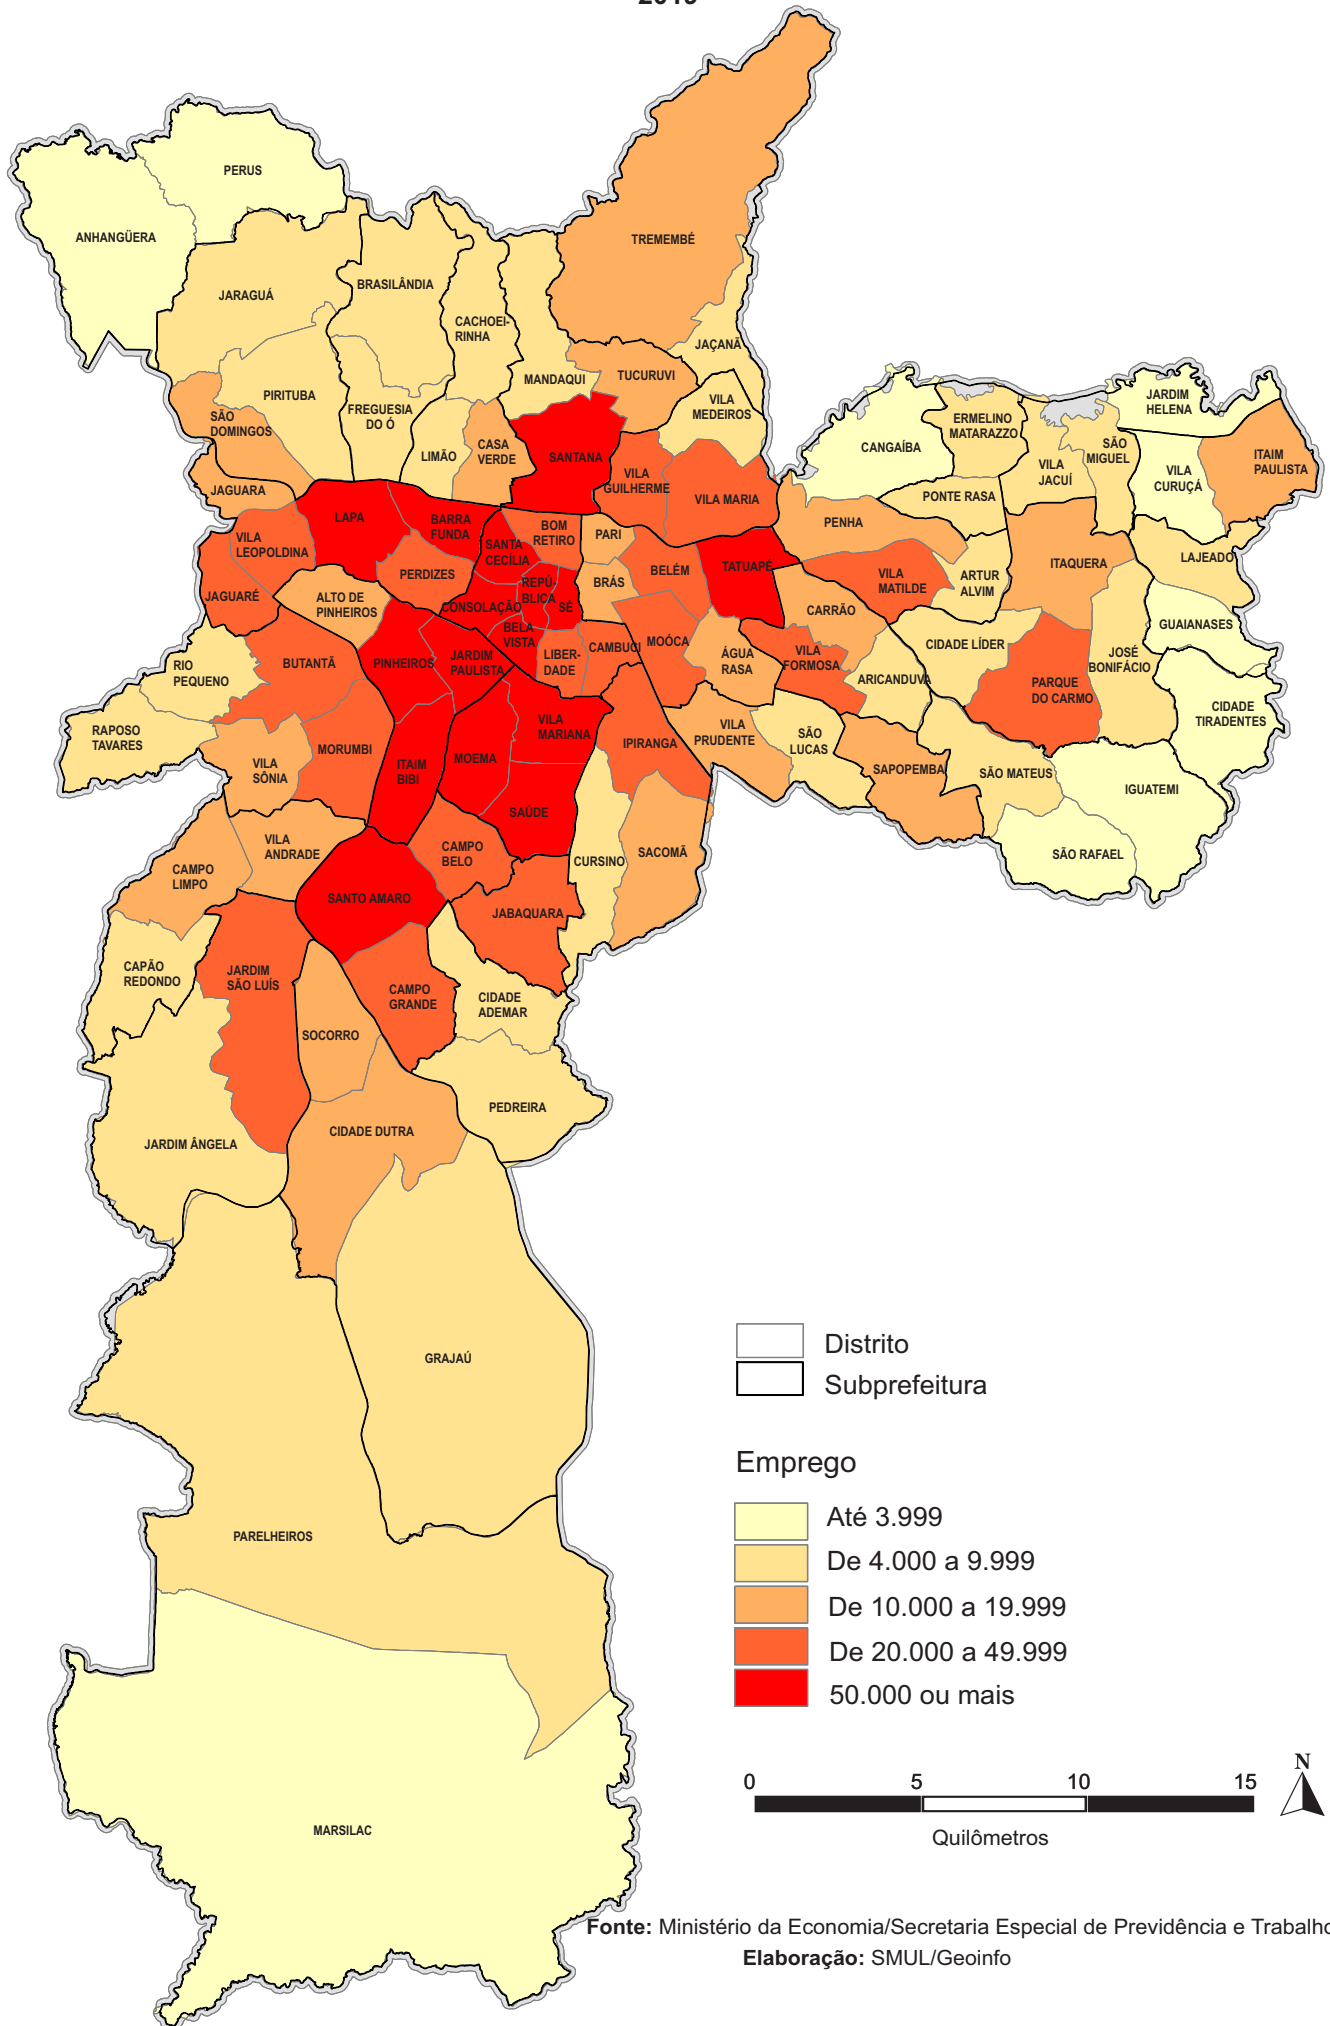 PERUS
ANHANGÜERA
TREMEMBÉ
JARAGUÁ
BRASILÂNDIA
CACHOEI-
RINHA
JAÇANÃ
MANDAQUI
TUCURUVI
PIRITUBA
FREGUESIA
DO Ó
VILA
MEDEIROS
SÃO
DOMINGOS
LIMÃO
CASA
VERDE
SANTANA
CANGAÍBA
ERMELINO
MATARAZZO
JARDIM
HELENA
SÃO
MIGUEL
VILA
JACUÍ
VILA
CURUÇÁ
ITAIM
PAULISTA
JAGUARA
VILA
GUILHERME
VILA MARIA
PONTE RASA
PENHA
LAPA
BARRA
FUNDA
BOM
RETIRO
PARI
VILA
LEOPOLDINA
SANTA
CECÍLIA
PERDIZES
REPÚ-
BLICA
SÉ
BRÁS
BELÉM
TATUAPÉ
VILA
MATILDE
ARTUR
ALVIM
ITAQUERA
LAJEADO
JAGUARÉ
ALTO DE
PINHEIROS
CONSOLAÇÃO
CARRÃO
GUAIANASES
BELA
VISTA
LIBER-
DADE
CAMBUCI
MOÓCA
ÁGUA
RASA
VILA
FORMOSA
CIDADE LÍDER
JOSÉ
BONIFÁCIO
RIO
PEQUENO
BUTANTÃ
PINHEIROS
JARDIM
PAULISTA
ARICANDUVA
PARQUE
DO CARMO
CIDADE
TIRADENTES
RAPOSO
TAVARES
VILA
SÔNIA
MORUMBI
ITAIM
BIBI
MOEMA
VILA
MARIANA
IPIRANGA
VILA
PRUDENTE
SÃO
LUCAS
SAPOPEMBA
SÃO MATEUS
IGUATEMI
SAÚDE
VILA
ANDRADE
CAMPO
BELO
CURSINO
SACOMÃ
SÃO RAFAEL
CAMPO
LIMPO
SANTO AMARO
JABAQUARA
CAPÃO
REDONDO
JARDIM
SÃO LUÍS
CAMPO
GRANDE
CIDADE
ADEMAR
SOCORRO
PEDREIRA
JARDIM ÂNGELA
CIDADE DUTRA
GRAJAÚ
PARELHEIROS
MARSILAC
Distrito
Subprefeitura
Emprego
Até 3.999
De 4.000 a 9.999
De 10.000 a 19.999
De 20.000 a 49.999
50.000 ou mais
0 5 10 15
Quilômetros
N
Fonte: Ministério da Economia/Secretaria Especial de Previdência e Trabalho
Elaboração: SMUL/Geoinfo